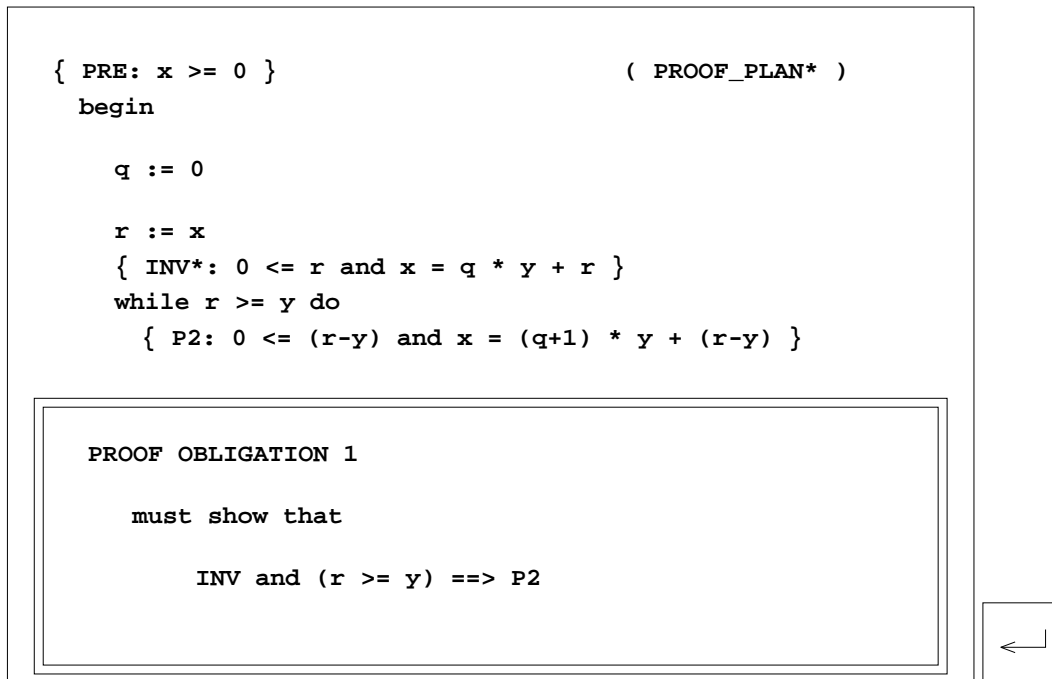 { PRE: x >= 0 } ( PROOF_PLAN* )
begin
q := 0
r := x
{ INV*: 0 <= r and x = q * y + r }
while r >= y do
{ P2: 0 <= (r-y) and x = (q+1) * y + (r-y) }
PROOF OBLIGATION 1
must show that
INV and (r >= y) ==> P2